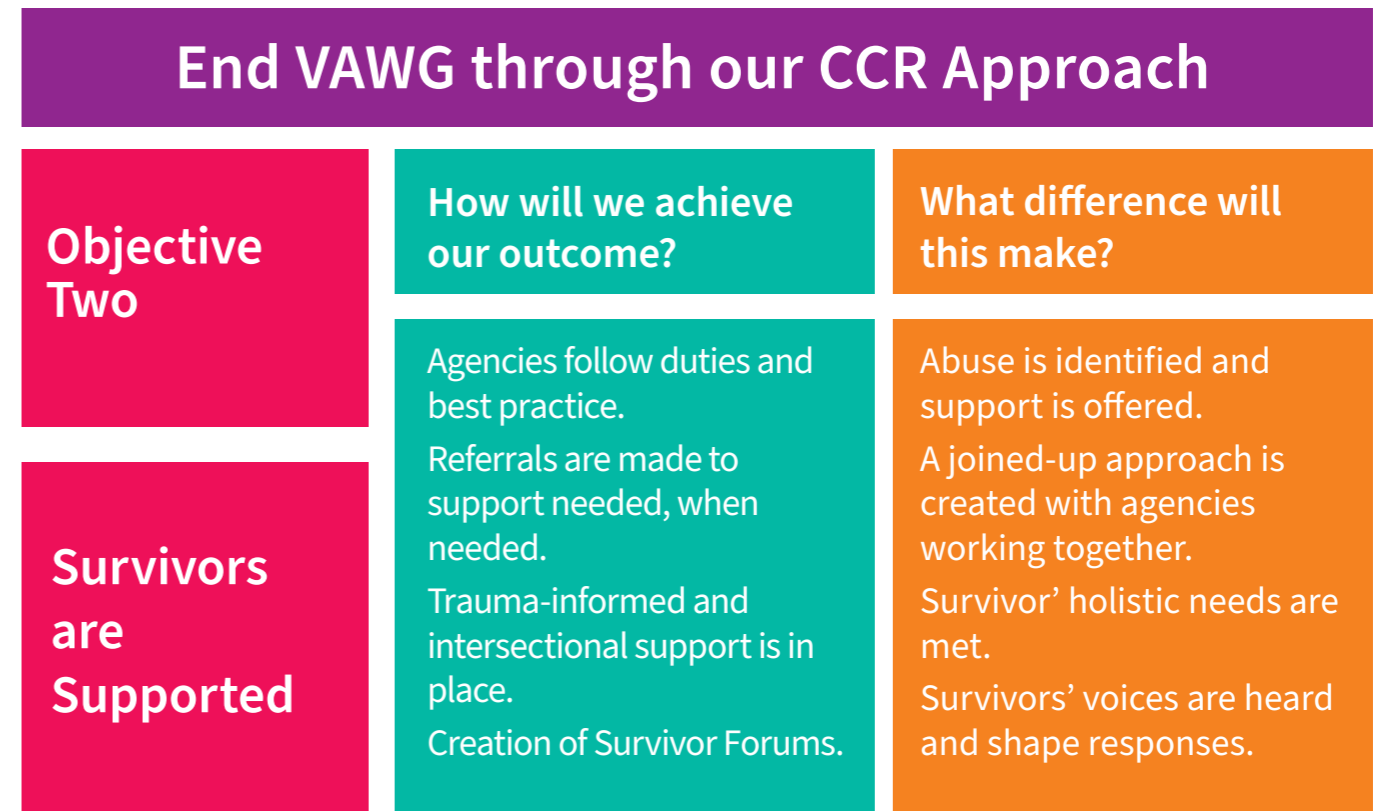 End VAWG through our CCR Approach
Objective
Two
Survivors
are
Supported
How will we achieve
our outcome?
Agencies follow duties and
best practice.
Referrals are made to
support needed, when
needed.
Trauma-informed and
intersectional support is in
place.
Creation of Survivor Forums.
What difference will
this make?
Abuse is identified and
support is offered.
A joined-up approach is
created with agencies
working together.
Survivor’ holistic needs are
met.
Survivors’ voices are heard
and shape responses.